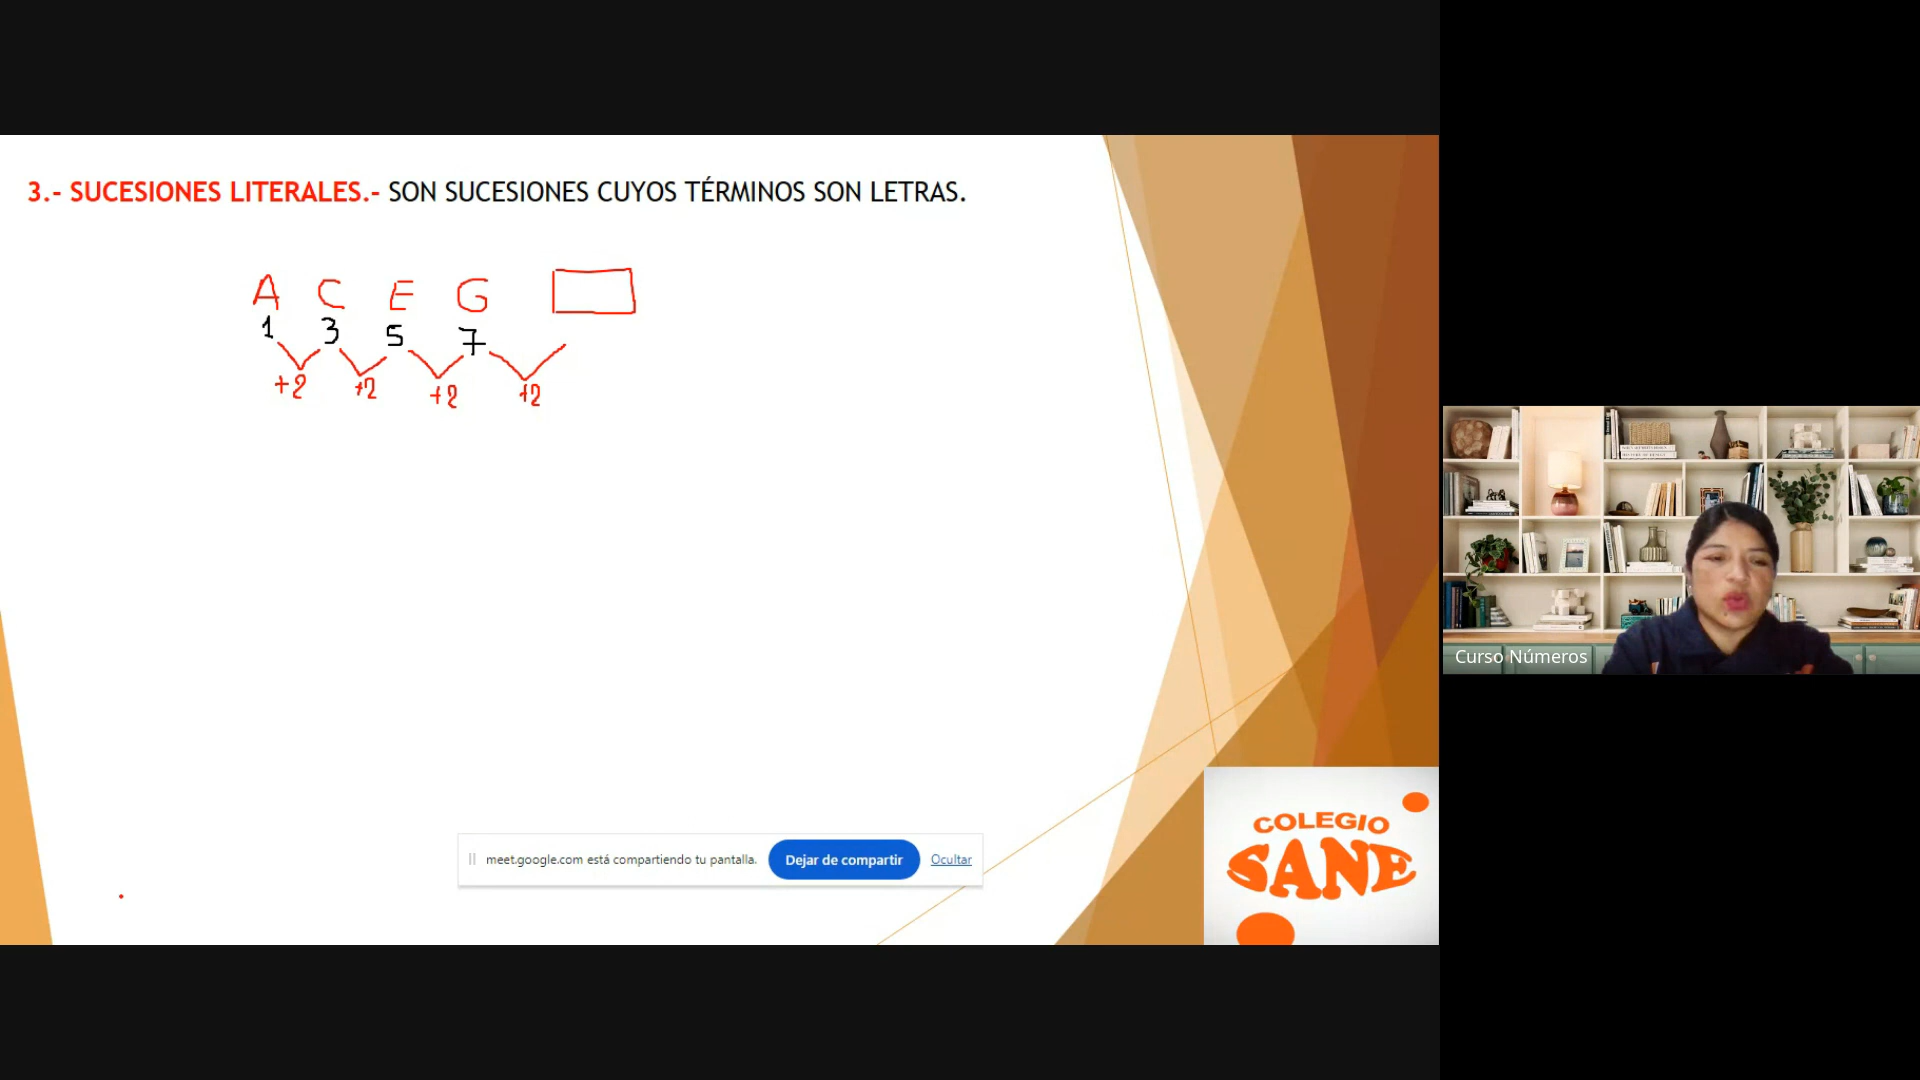 3.- SUCESIONES LITERALES.- SON SUCESIONES CUYOS TÉRMINOS SON LETRAS.
A C E G
1 3 5 7
+2 +2 +2 +2
Curso Números
meet.google.com está compartiendo tu pantalla. Dejar de compartir Ocultar
COLEGIO
SANE